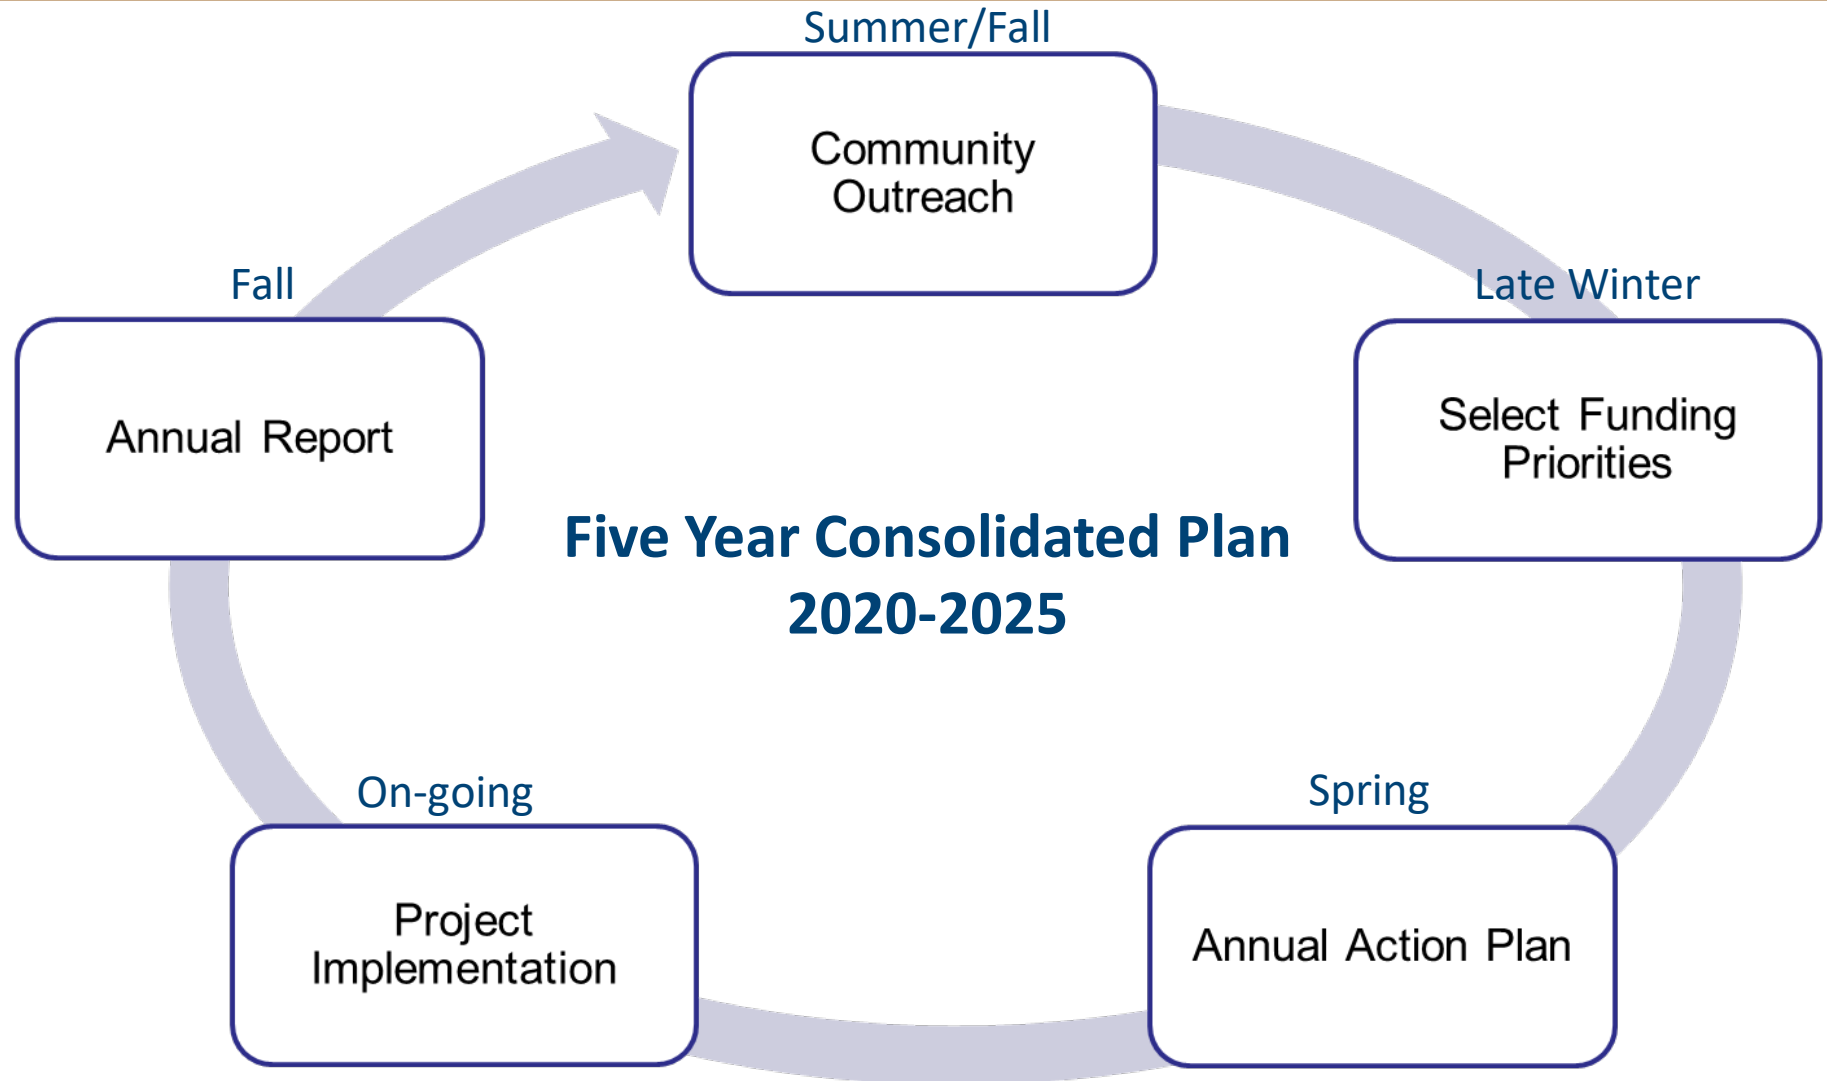 Summer/Fall
Community
Outreach
Late Winter
Select Funding
Priorities
Spring
Annual Action Plan
On-going
Project
Implementation
Fall
Annual Report
Five Year Consolidated Plan
2020-2025